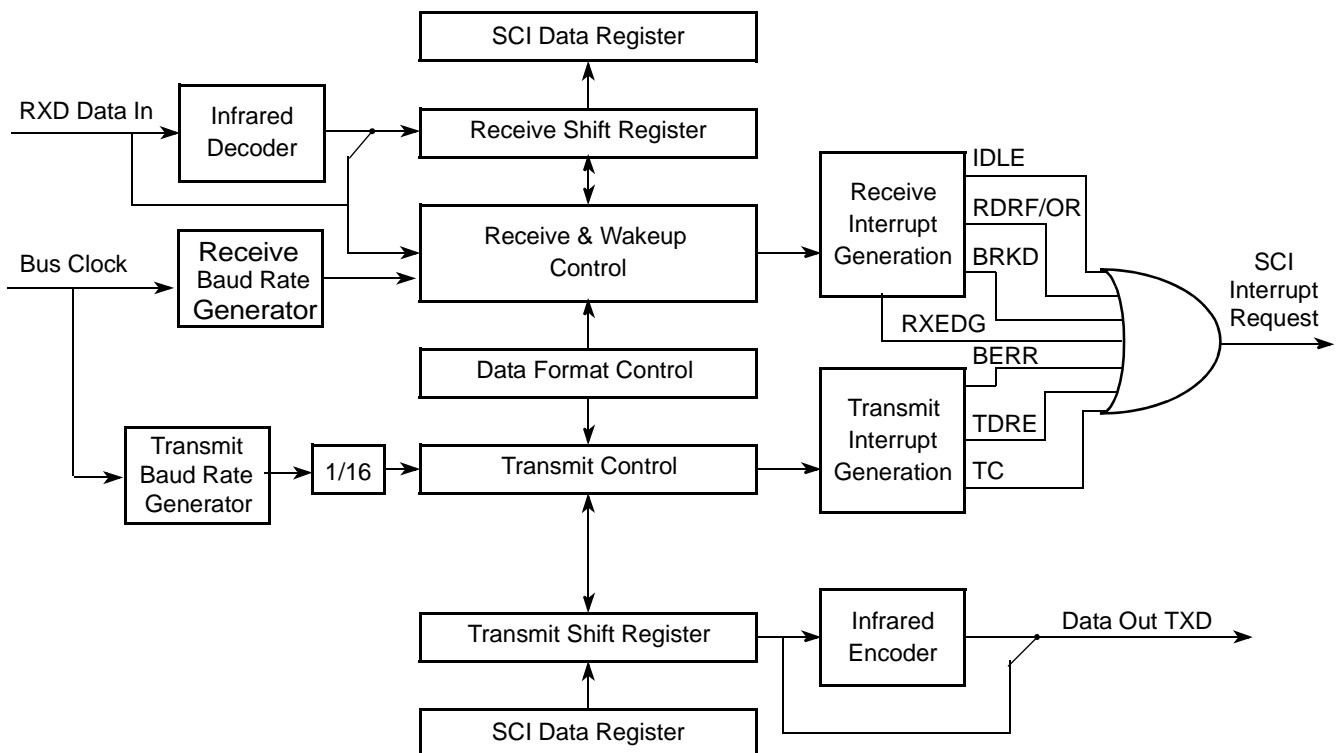 SCI Data Register
RXD Data In
Infrared
Decoder
Receive Shift Register
IDLE
Receive
Interrupt
Generation
RDRF/OR
BRKD
Receive & Wakeup
Control
Bus Clock
Receive
Baud Rate
Generator
SCI
Interrupt
Request
RXEDG
BERR
Data Format Control
Transmit
Interrupt
Generation
TDRE
TC
Transmit
Baud Rate
Generator
1/16
Transmit Control
Transmit Shift Register
Infrared
Encoder
Data Out TXD
SCI Data Register